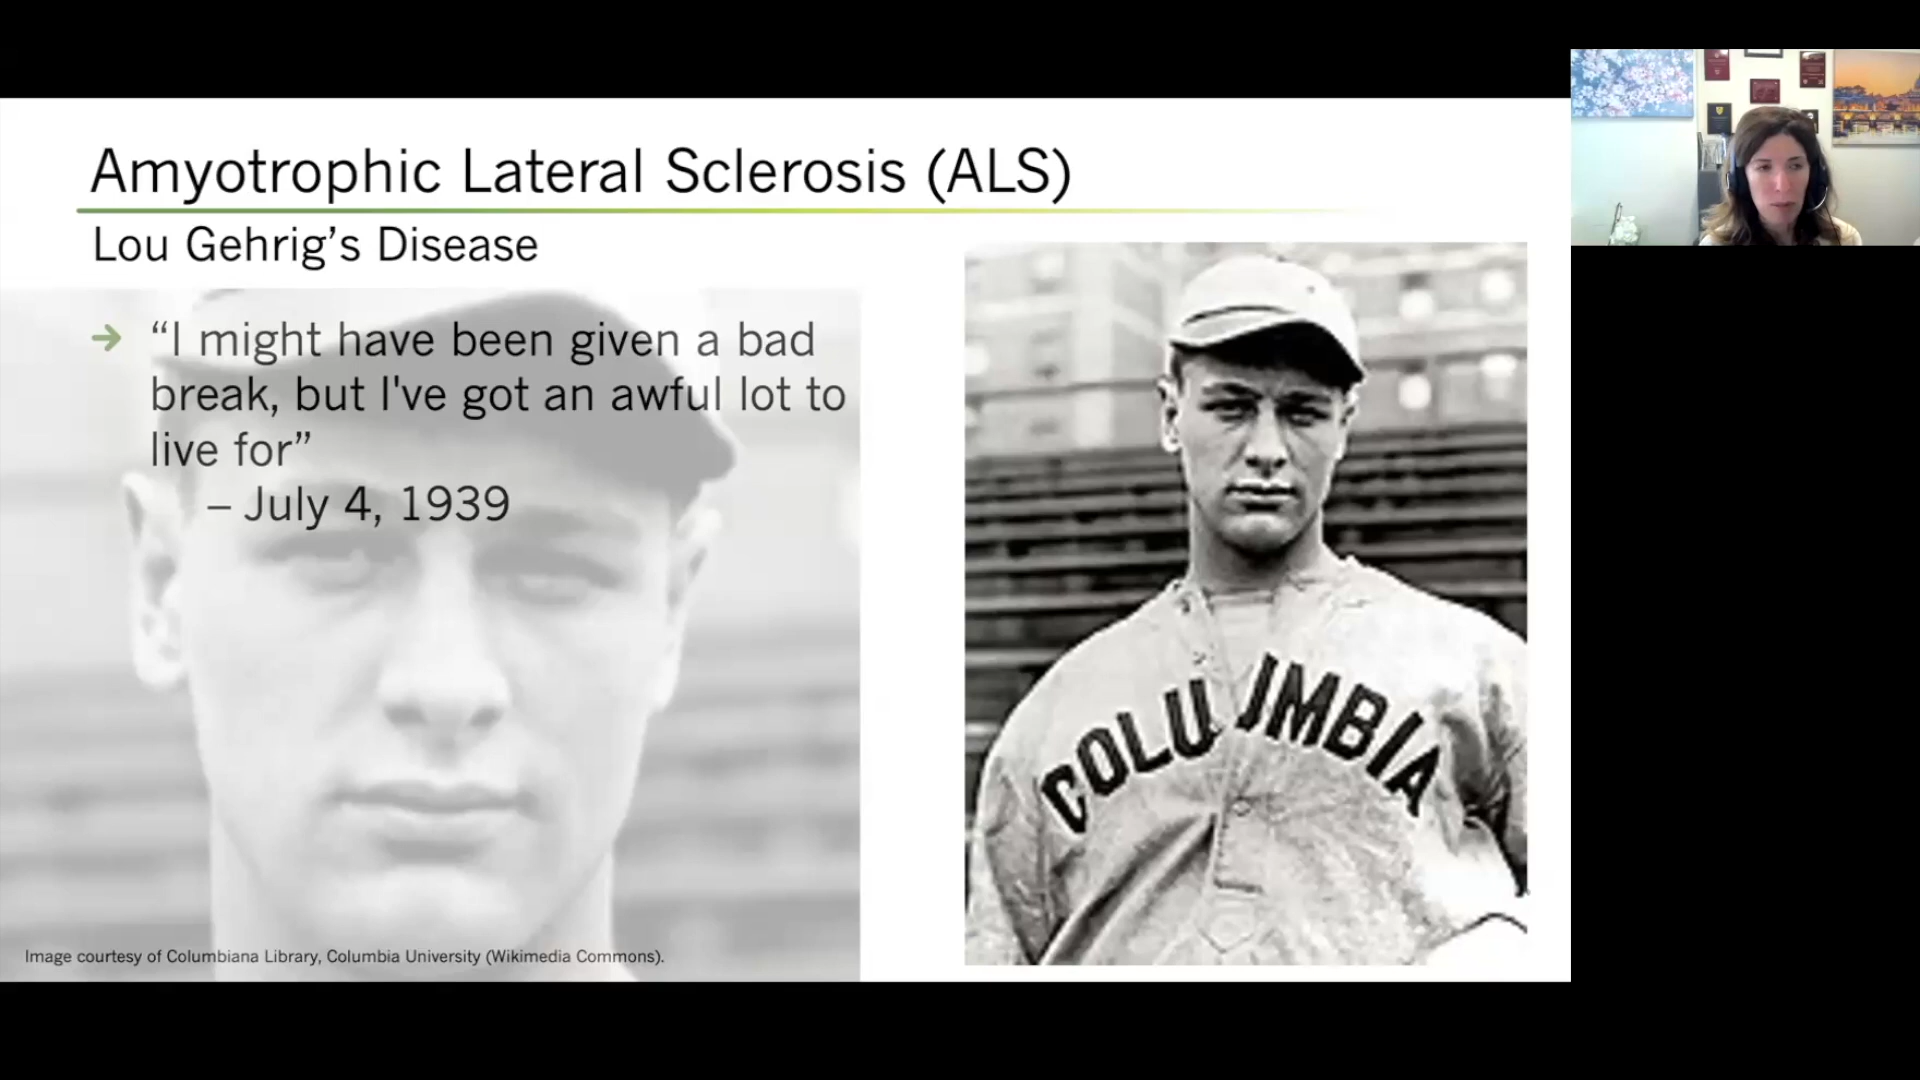 Amyotrophic Lateral Sclerosis (ALS)
Lou Gehrig’s Disease
“I might have been given a bad
break, but I've got an awful lot to
live for”
– July 4, 1939
COLUMBIA
Image courtesy of Columbiana Library, Columbia University (Wikimedia Commons).